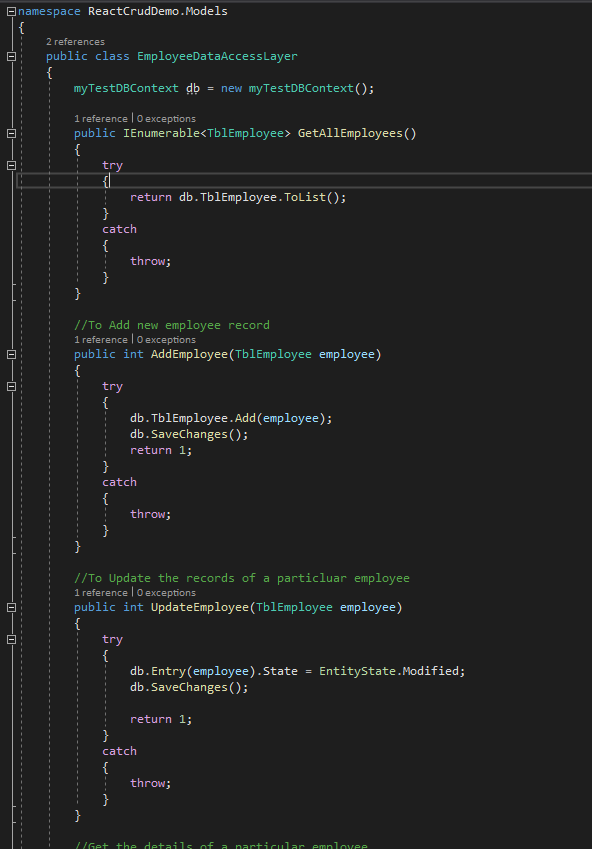 namespace ReactCrudDemo.Models
{
2 references
public class EmployeeDataAccessLayer
{
myTestDBContext db = new myTestDBContext();
1 reference | 0 exceptions
public IEnumerable<TblEmployee> GetAllEmployees()
{
try
{
return db.TblEmployee.ToList();
}
catch
{
throw;
}
}
//To Add new employee record
1 reference | 0 exceptions
public int AddEmployee(TblEmployee employee)
{
try
{
db.TblEmployee.Add(employee);
db.SaveChanges();
return 1;
}
catch
{
throw;
}
}
//To Update the records of a particluar employee
1 reference | 0 exceptions
public int UpdateEmployee(TblEmployee employee)
{
try
{
db.Entry(employee).State = EntityState.Modified;
db.SaveChanges();
return 1;
}
catch
{
throw;
}
}
//Get the details of a particular employee